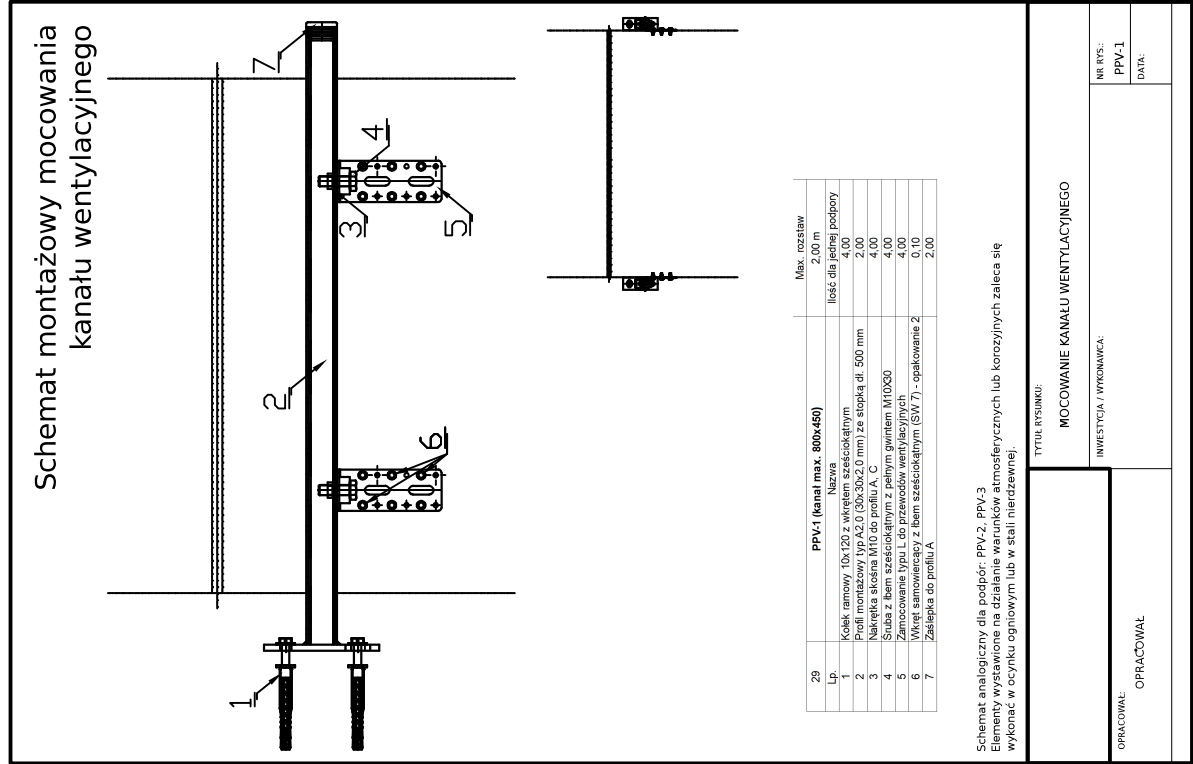 Schemat montażowy mocowania
kanału wentylacyjnego
1
2
3
4
5
6
7
Max. rozstaw
29 PPV-1 (kanał max. 800x450) 2,00 m
Lp. Nazwa Ilość dla jednej podpory
1 Kołek ramowy 10x120 z wkrętem sześciokątnym 4,00
2 Profil montażowy typ A2,0 (30x30x2,0 mm) ze stopką dł. 500 mm 2,00
3 Nakrętka skośna M10 do profilu A, C 4,00
4 Śruba z łbem sześciokątnym z pełnym gwintem M10X30 4,00
5 Zamocowanie typu L do przewodów wentylacyjnych 4,00
6 Wkręt samowiercący z łbem sześciokątnym (SW 7) - opakowanie 2 0,10
7 Zaślepka do profilu A 2,00
Schemat analogiczny dla podpór: PPV-2, PPV-3
Elementy wystawione na działanie warunków atmosferycznych lub korozyjnych zaleca się
wykonać w ocynku ogniowym lub w stali nierdzewnej.
TYTUŁ RYSUNKU:
MOCOWANIE KANAŁU WENTYLACYJNEGO
INWESTYCJA / WYKONAWCA:
NR RYS.:
PPV-1
DATA:
OPRACOWAŁ:
OPRACOWAŁ